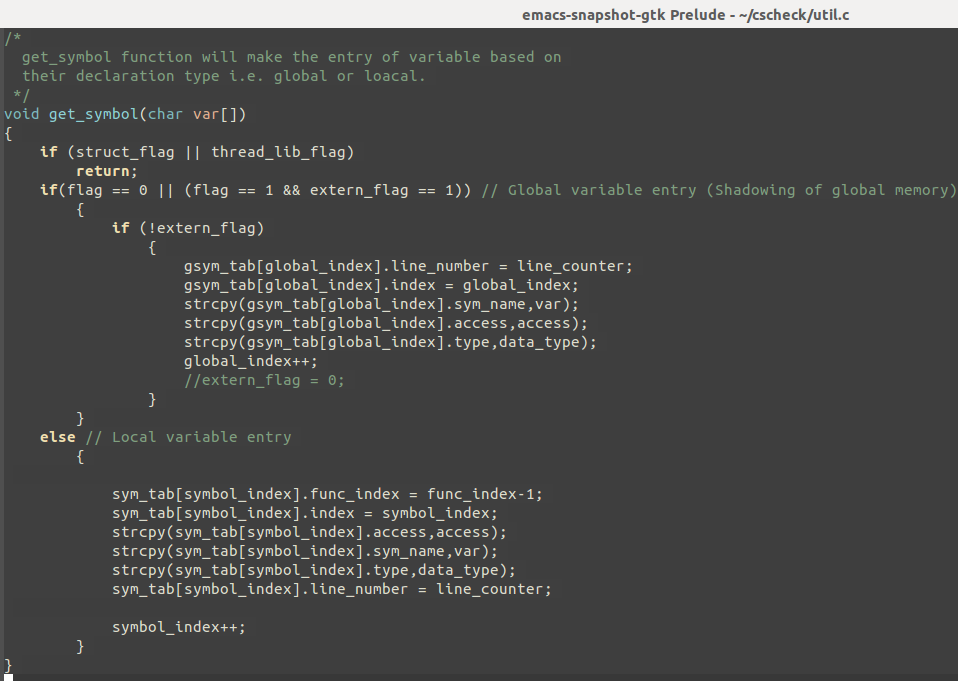 emacs-snapshot-gtk Prelude - ~/cscheck/util.c
/*
  get_symbol function will make the entry of variable based on
  their declaration type i.e. global or loacal.
 */
void get_symbol(char var[])
{
    if (struct_flag || thread_lib_flag)
        return;
    if(flag == 0 || (flag == 1 && extern_flag == 1)) // Global variable entry (Shadowing of global memory)
        {
            if (!extern_flag)
                {
                    gsym_tab[global_index].line_number = line_counter;
                    gsym_tab[global_index].index = global_index;
                    strcpy(gsym_tab[global_index].sym_name,var);
                    strcpy(gsym_tab[global_index].access,access);
                    strcpy(gsym_tab[global_index].type,data_type);
                    global_index++;
                    //extern_flag = 0;
                }
        }
    else // Local variable entry
        {

            sym_tab[symbol_index].func_index = func_index-1;
            sym_tab[symbol_index].index = symbol_index;
            strcpy(sym_tab[symbol_index].access,access);
            strcpy(sym_tab[symbol_index].sym_name,var);
            strcpy(sym_tab[symbol_index].type,data_type);
            sym_tab[symbol_index].line_number = line_counter;

            symbol_index++;
        }
}